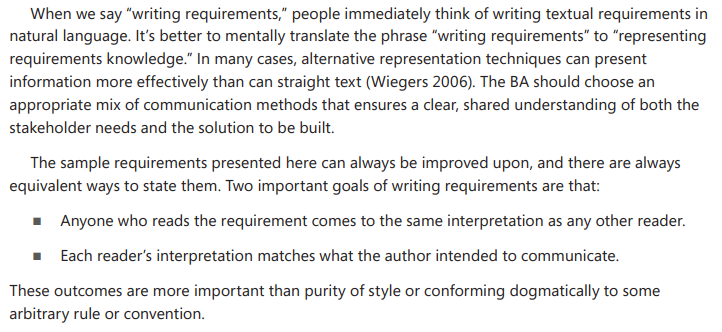 When we say “writing requirements,” people immediately think of writing textual requirements in
natural language. It’s better to mentally translate the phrase “writing requirements” to “representing
requirements knowledge.” In many cases, alternative representation techniques can present
information more effectively than can straight text (Wiegers 2006). The BA should choose an
appropriate mix of communication methods that ensures a clear, shared understanding of both the
stakeholder needs and the solution to be built.
The sample requirements presented here can always be improved upon, and there are always
equivalent ways to state them. Two important goals of writing requirements are that:
■ Anyone who reads the requirement comes to the same interpretation as any other reader.
■ Each reader’s interpretation matches what the author intended to communicate.
These outcomes are more important than purity of style or conforming dogmatically to some
arbitrary rule or convention.